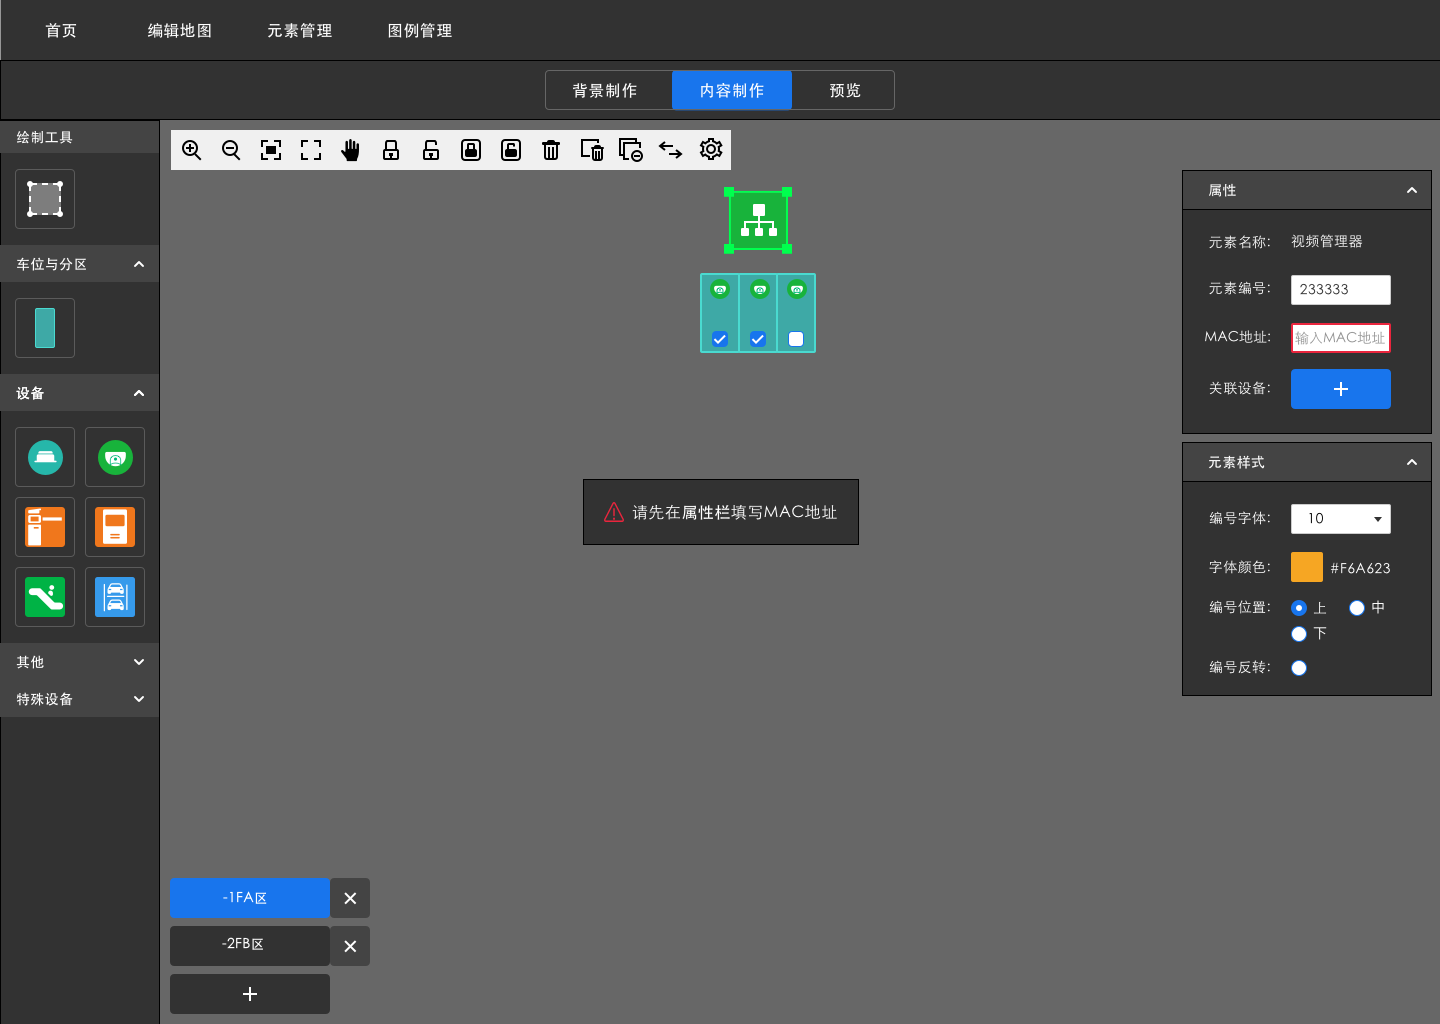 首页 编辑地图 元素管理 图例管理
背景制作 内容制作 预览
绘制工具
车位与分区
设备
其他
特殊设备
属性
元素名称: 视频管理器
元素编号: 233333
MAC地址: 输入MAC地址
关联设备:
元素样式
编号字体: 10
字体颜色: #F6A623
编号位置: 上 中
下
编号反转:
请先在属性栏填写MAC地址
-1FA区
-2FB区